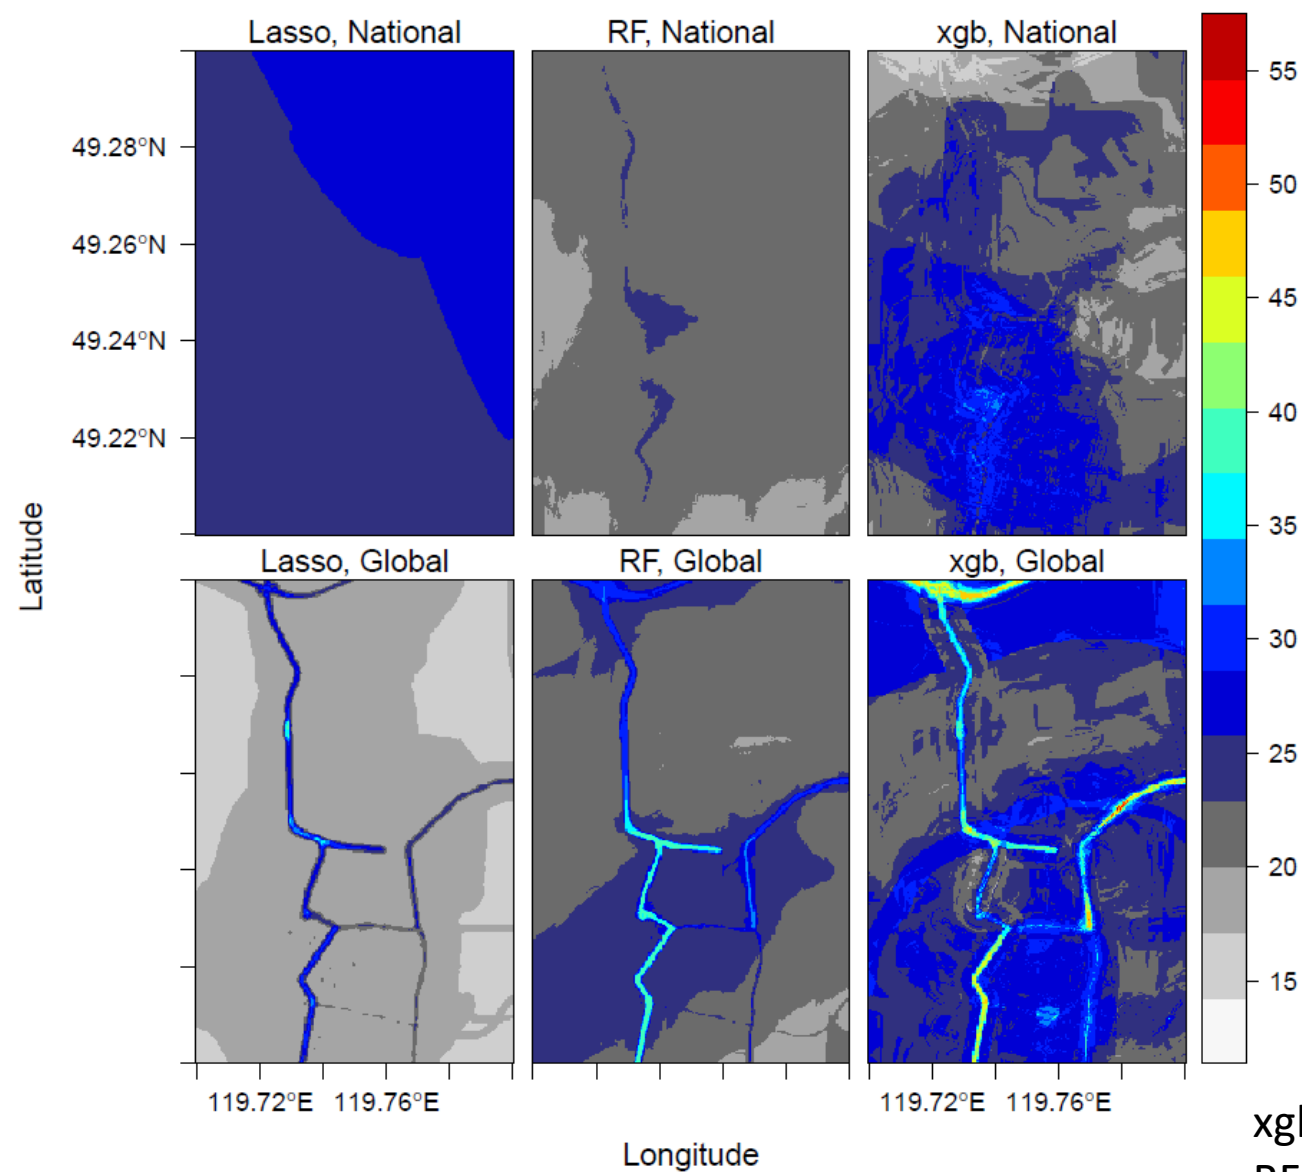 Lasso, National
RF, National
xgb, National
49.28°N
49.26°N
49.24°N
49.22°N
Latitude
Lasso, Global
RF, Global
xgb, Global
119.72°E
119.76°E
119.72°E
119.76°E
Longitude
55
50
45
40
35
30
25
20
15